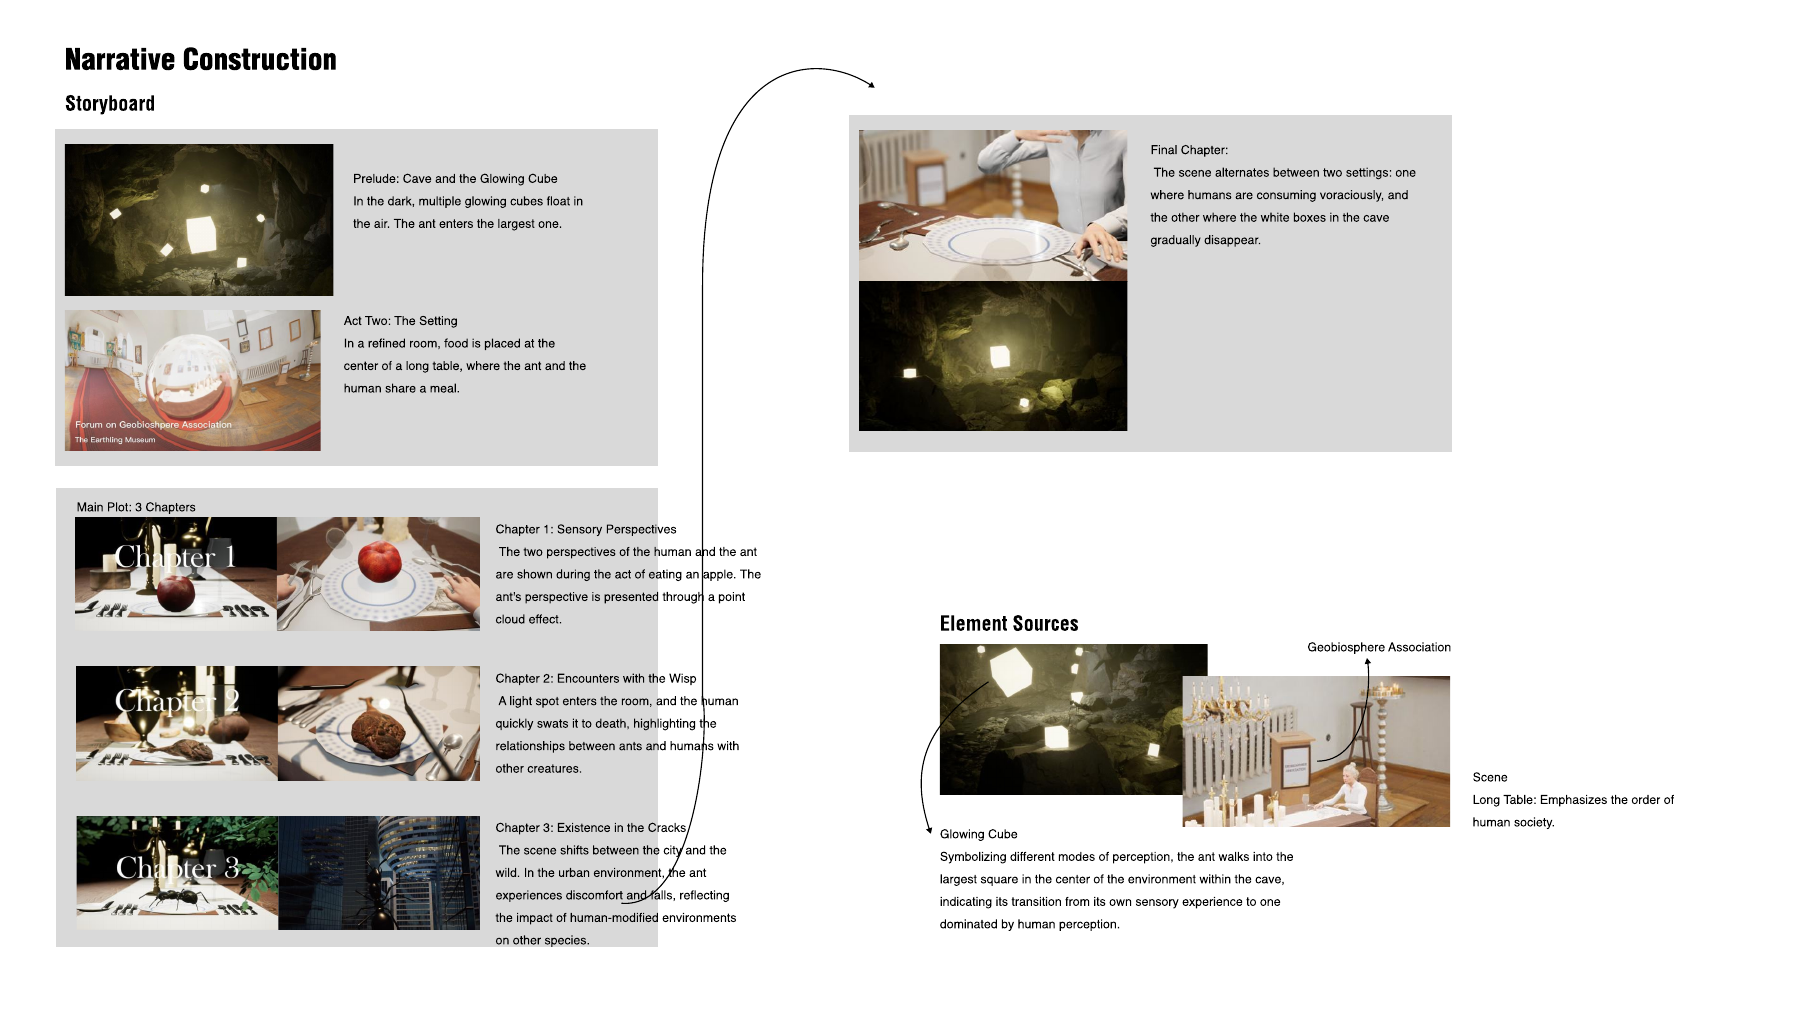 Narrative Construction
Storyboard
Prelude: Cave and the Glowing Cube
In the dark, multiple glowing cubes float in
the air. The ant enters the largest one.
Act Two: The Setting
In a refined room, food is placed at the
center of a long table, where the ant and the
human share a meal.
Forum on Geobioshpere Association
The Earthling Museum
Main Plot: 3 Chapters
Chapter 1
Chapter 1: Sensory Perspectives
The two perspectives of the human and the ant
are shown during the act of eating an apple. The
ant's perspective is presented through a point
cloud effect.
Chapter 2
Chapter 2: Encounters with the Wisp
A light spot enters the room, and the human
quickly swats it to death, highlighting the
relationships between ants and humans with
other creatures.
Chapter 3
Chapter 3: Existence in the Cracks
The scene shifts between the city and the
wild. In the urban environment, the ant
experiences discomfort and falls, reflecting
the impact of human-modified environments
on other species.
Final Chapter:
The scene alternates between two settings: one
where humans are consuming voraciously, and
the other where the white boxes in the cave
gradually disappear.
Element Sources
Geobiosphere Association
Scene
Long Table: Emphasizes the order of
human society.
Glowing Cube
Symbolizing different modes of perception, the ant walks into the
largest square in the center of the environment within the cave,
indicating its transition from its own sensory experience to one
dominated by human perception.